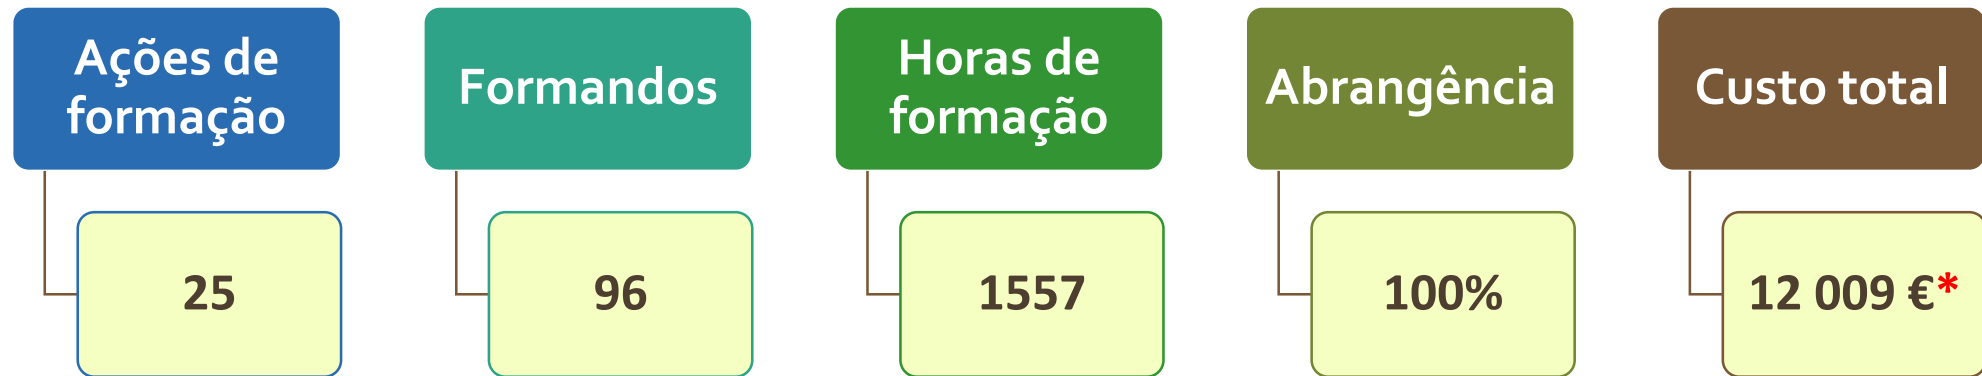 Ações de
formação
25
Formandos
96
Horas de
formação
1557
Abrangência
100%
Custo total
12 009 €*